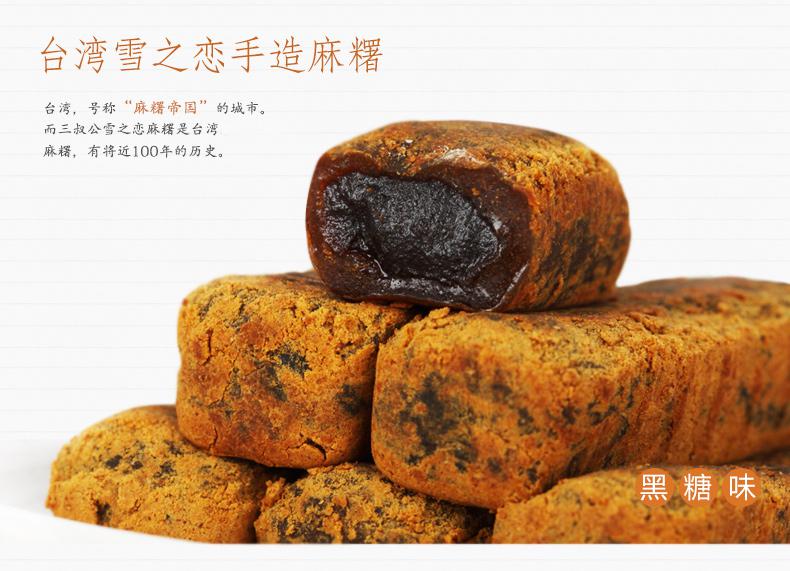 台湾雪之恋手造麻糬
台湾，号称“麻糬帝国”的城市。
而三叔公雪之恋麻糬是台湾
麻糬，有将近100年的历史。
黑糖味